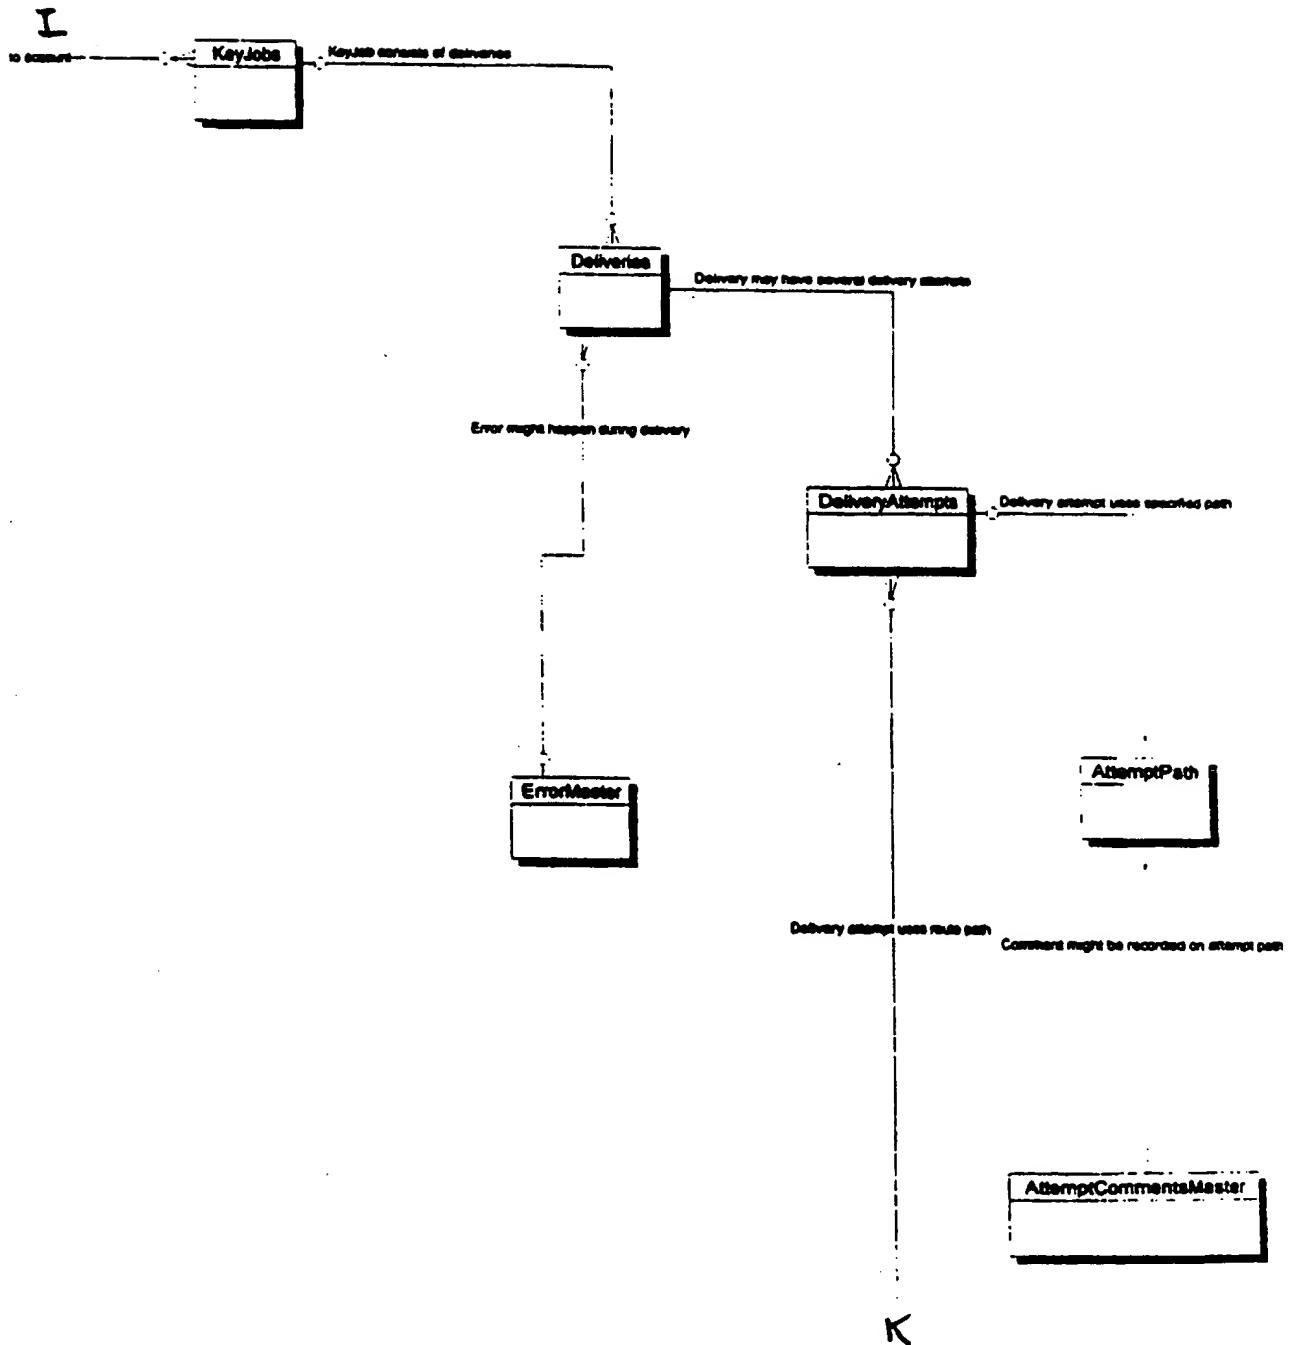 I
to account
KeyJobs
KeyJob consists of deliveries
Deliveries
Delivery may have several delivery attempts
Error might happen during delivery
DeliveryAttempts
Delivery attempt uses specified path
AttemptPath
ErrorMaster
Delivery attempt uses route path
Comment might be recorded on attempt path
AttemptCommentsMaster
K